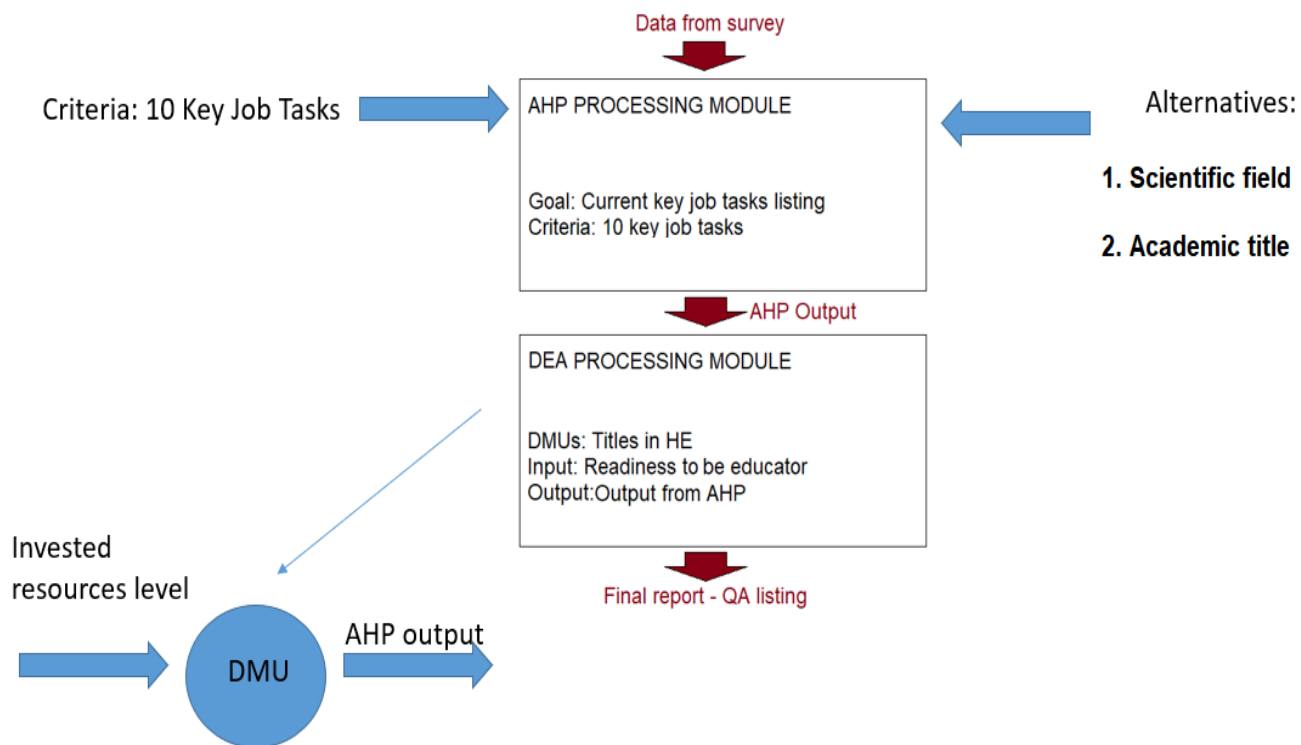 Data from survey
Criteria: 10 Key Job Tasks
AHP PROCESSING MODULE
Goal: Current key job tasks listing
Criteria: 10 key job tasks
Alternatives:
1. Scientific field
2. Academic title
AHP Output
DEA PROCESSING MODULE
DMUs: Titles in HE
Input: Readiness to be educator
Output:Output from AHP
Final report - QA listing
Invested
resources level
DMU
AHP output